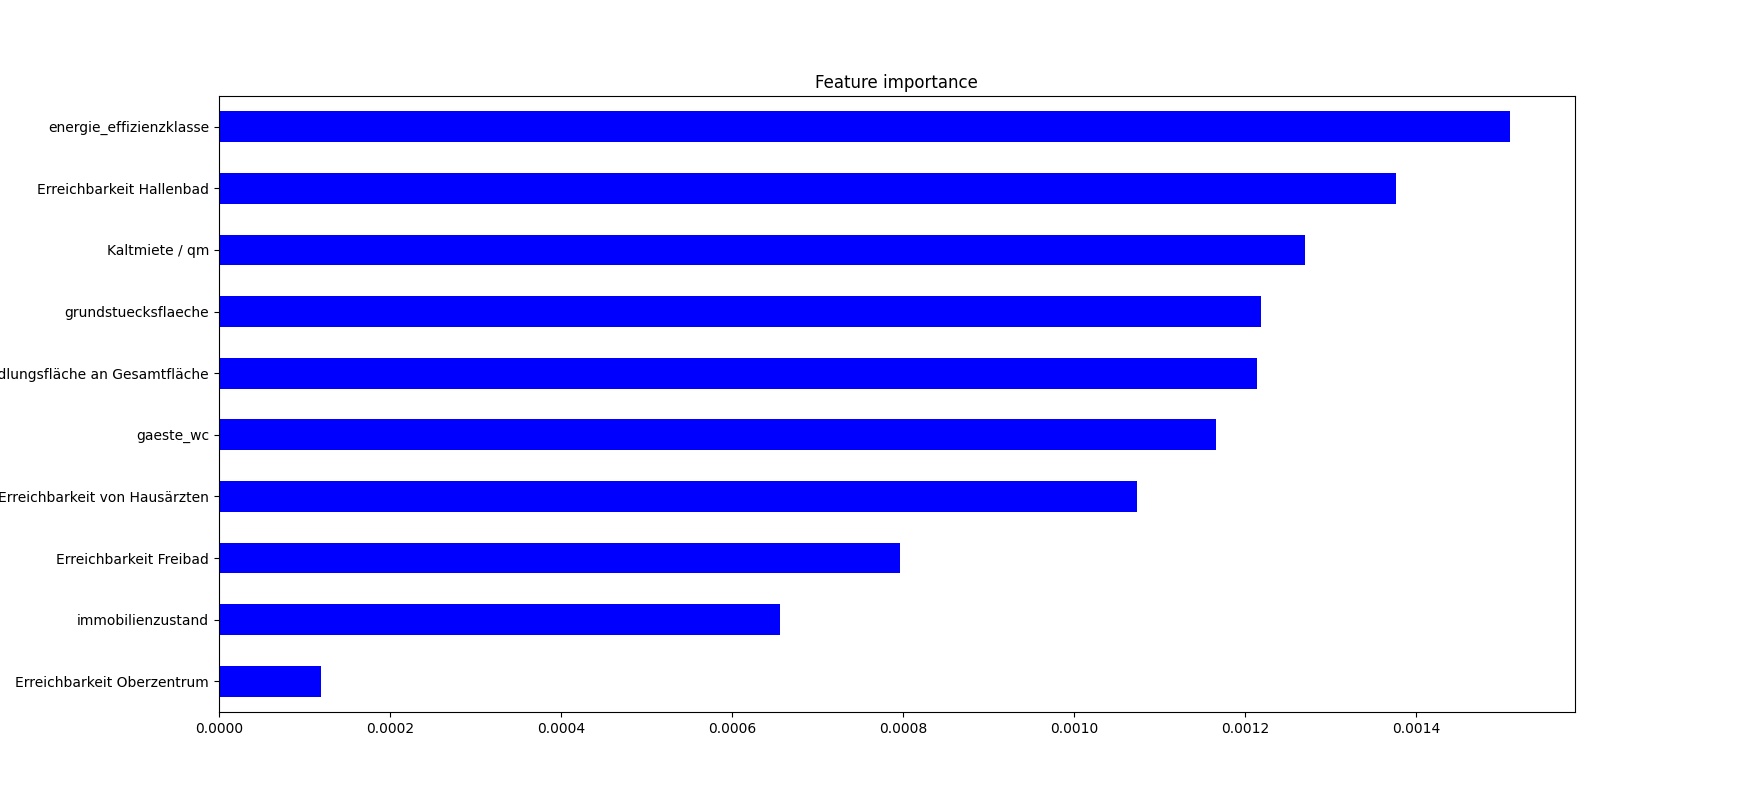 Feature importance
energie_effizienzklasse
Erreichbarkeit Hallenbad
Kaltmiete / qm
grundstuecksflaeche
dlungsfläche an Gesamtfläche
gaeste_wc
Erreichbarkeit von Hausärzten
Erreichbarkeit Freibad
immobilienzustand
Erreichbarkeit Oberzentrum
0.0000 0.0002 0.0004 0.0006 0.0008 0.0010 0.0012 0.0014